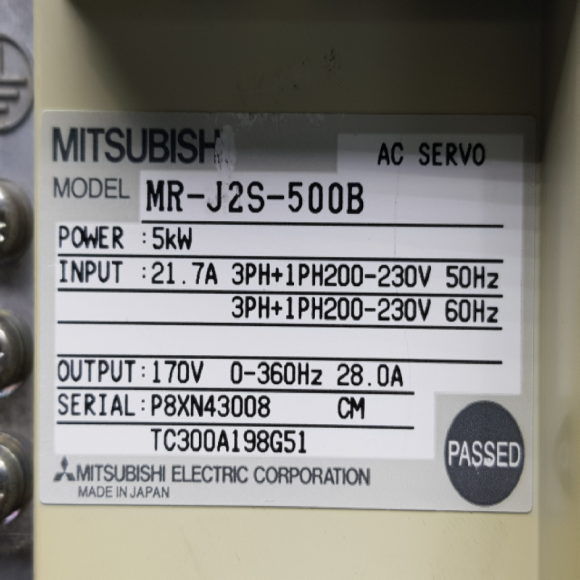 MITSUBISHI
AC SERVO
MODEL MR-J2S-500B
POWER :5kW
INPUT :21.7A 3PH+1PH200-230V 50Hz
3PH+1PH200-230V 60Hz
OUTPUT:170V 0-360Hz 28.0A
SERIAL:P8XN43008 CM
TC300A198G51
PASSED
MITSUBISHI ELECTRIC CORPORATION
MADE IN JAPAN